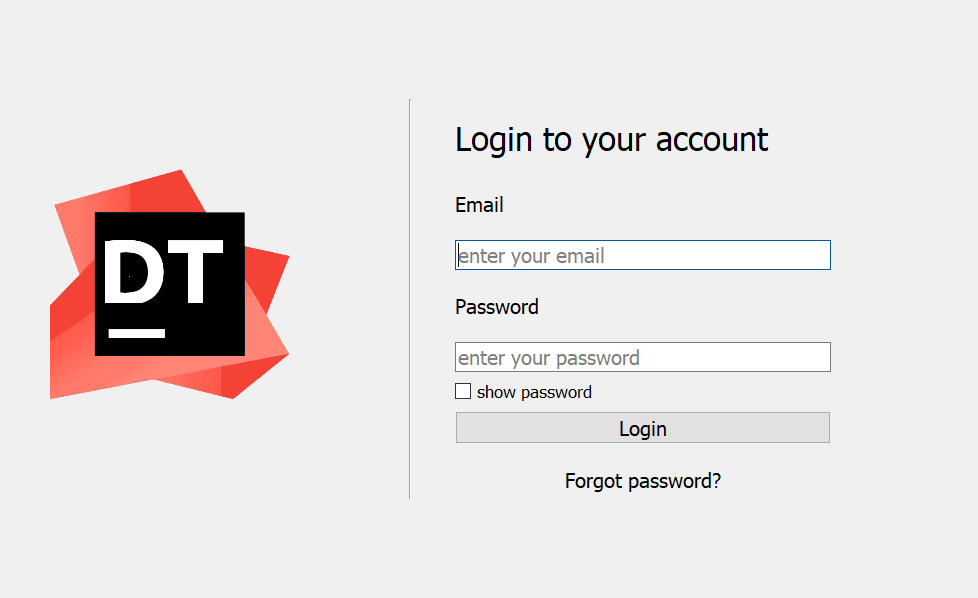 DT
Login to your account
Email
enter your email
Password
enter your password
show password
Login
Forgot password?